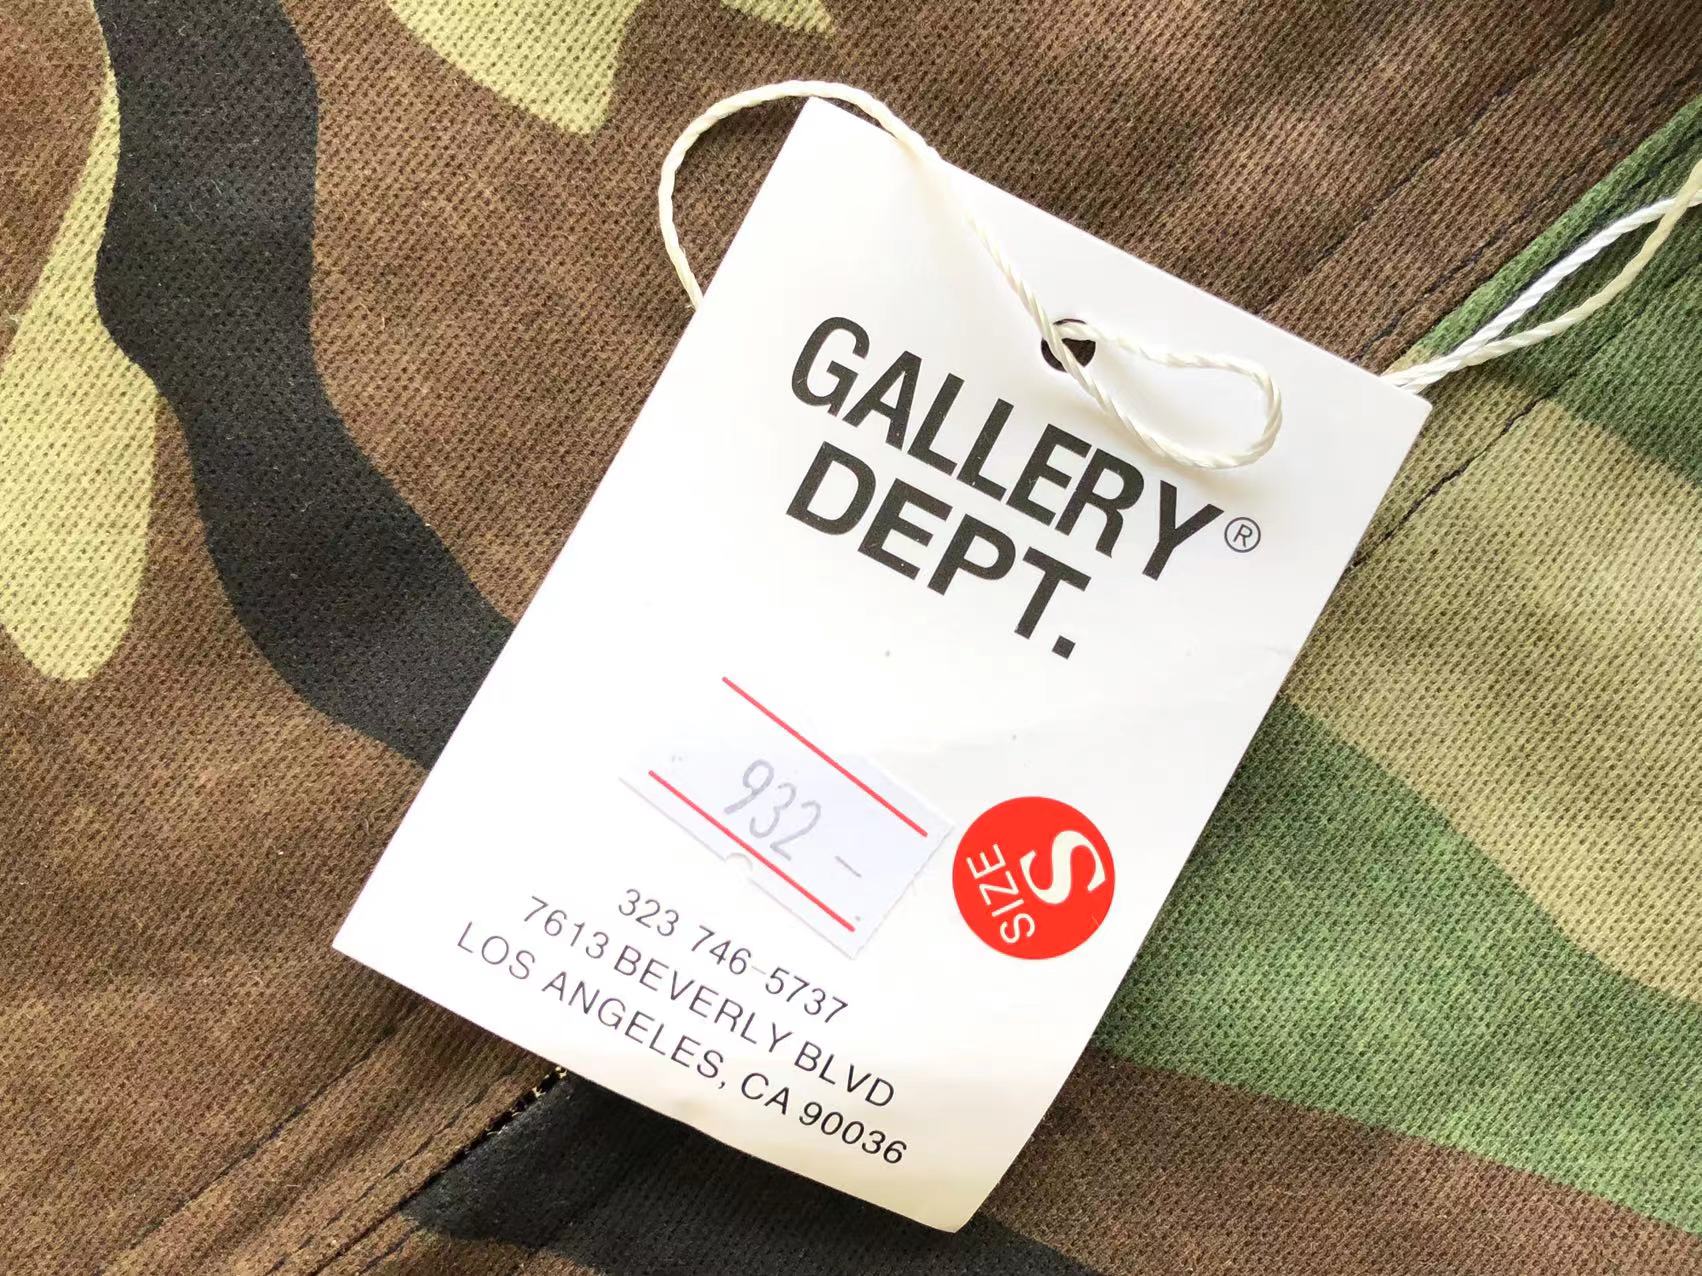 GALLERY®
DEPT.
932-
S
SIZE
323 746-5737
7613 BEVERLY BLVD
LOS ANGELES, CA 90036